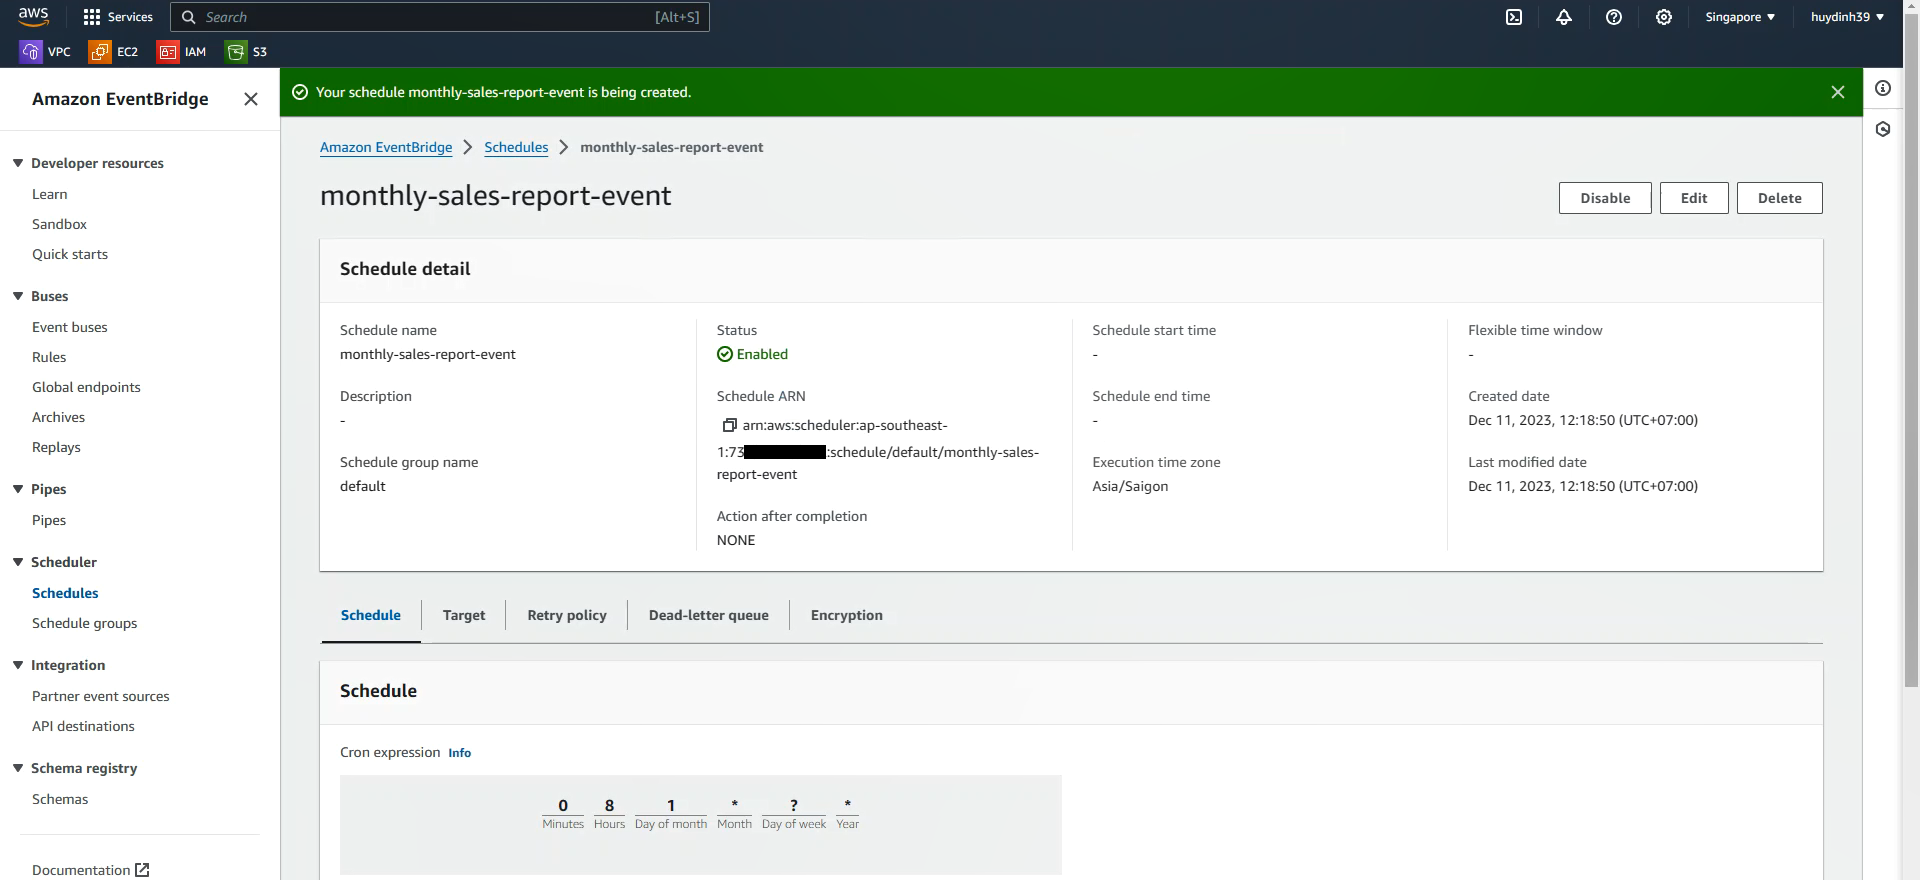 aws
Services
Search
[Alt+S]
Singapore
huydinh39
VPC
EC2
IAM
S3
Amazon EventBridge
Developer resources
Learn
Sandbox
Quick starts
Buses
Event buses
Rules
Global endpoints
Archives
Replays
Pipes
Pipes
Scheduler
Schedules
Schedule groups
Integration
Partner event sources
API destinations
Schema registry
Schemas
Documentation
Your schedule monthly-sales-report-event is being created.
Amazon EventBridge
Schedules
monthly-sales-report-event
monthly-sales-report-event
Disable
Edit
Delete
Schedule detail
Schedule name
monthly-sales-report-event
Description
-
Schedule group name
default
Status
Enabled
Schedule ARN
arn:aws:scheduler:ap-southeast-
1:73 :schedule/default/monthly-sales-
report-event
Action after completion
NONE
Schedule start time
-
Schedule end time
-
Execution time zone
Asia/Saigon
Flexible time window
-
Created date
Dec 11, 2023, 12:18:50 (UTC+07:00)
Last modified date
Dec 11, 2023, 12:18:50 (UTC+07:00)
Schedule
Target
Retry policy
Dead-letter queue
Encryption
Schedule
Cron expression Info
0 8 1 * ? *
Minutes Hours Day of month Month Day of week Year